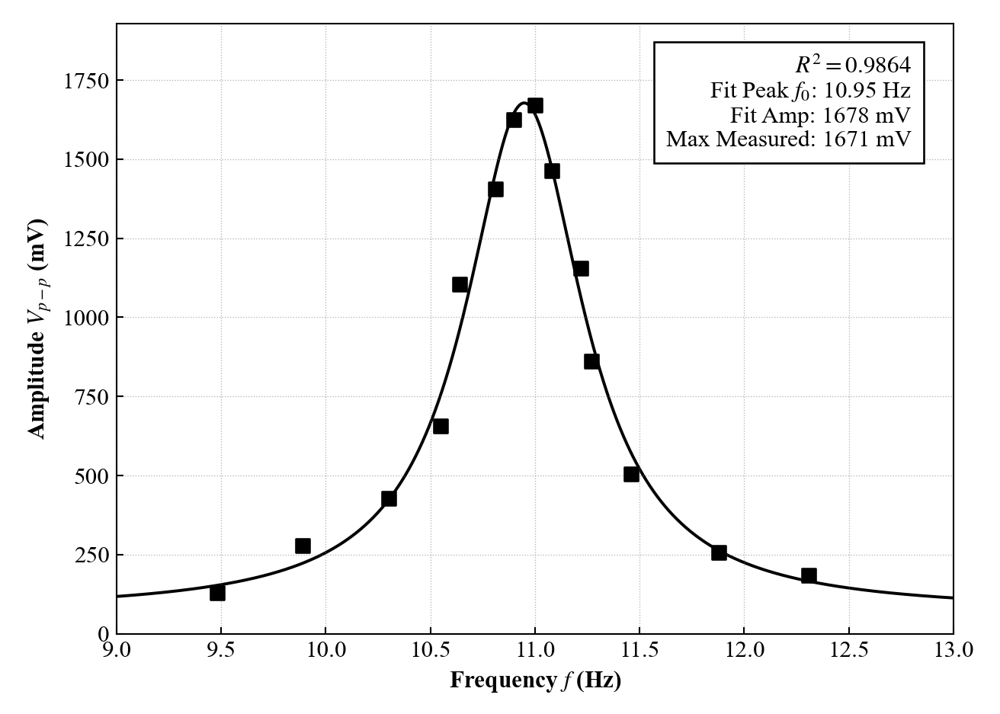 R² = 0.9864
Fit Peak f₀: 10.95 Hz
Fit Amp: 1678 mV
Max Measured: 1671 mV
1750
1500
1250
1000
750
500
250
0
Amplitude Vₚ₋ₚ (mV)
9.0 9.5 10.0 10.5 11.0 11.5 12.0 12.5 13.0
Frequency f (Hz)